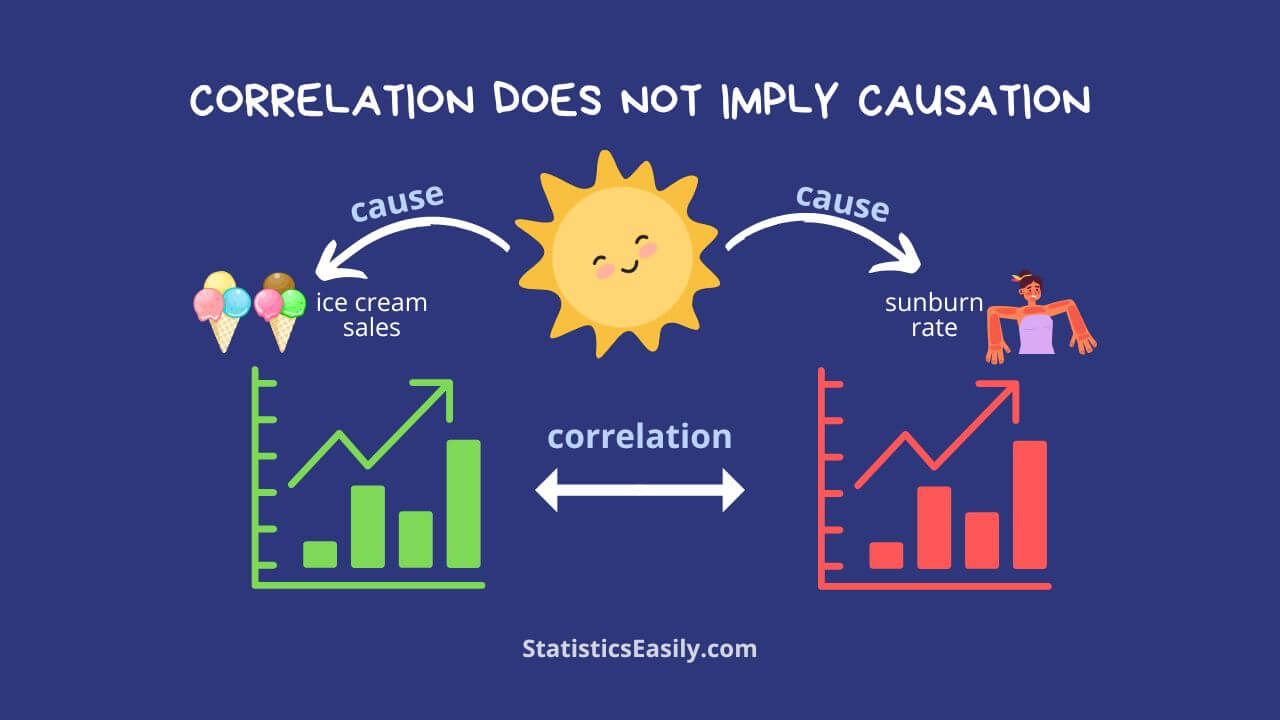 CORRELATION DOES NOT IMPLY CAUSATION
cause
cause
ice cream
sales
sunburn
rate
correlation
StatisticsEasily.com